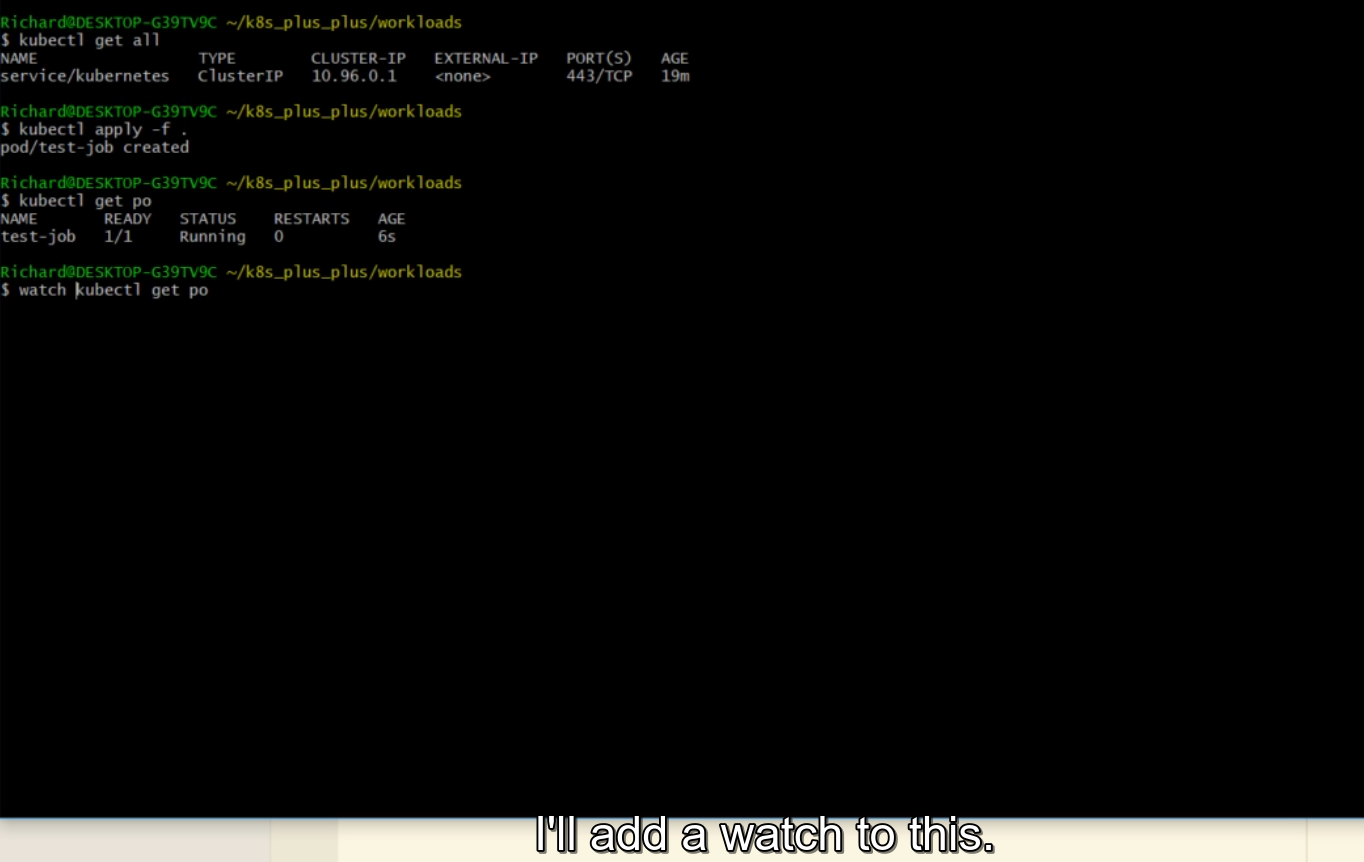 Richard@DESKTOP-G39TV9C ~/k8s_plus_plus/workloads
$ kubectl get all
NAME                 TYPE        CLUSTER-IP   EXTERNAL-IP   PORT(S)   AGE
service/kubernetes   ClusterIP   10.96.0.1    <none>        443/TCP   19m
Richard@DESKTOP-G39TV9C ~/k8s_plus_plus/workloads
$ kubectl apply -f .
pod/test-job created
Richard@DESKTOP-G39TV9C ~/k8s_plus_plus/workloads
$ kubectl get po
NAME       READY   STATUS    RESTARTS   AGE
test-job   1/1     Running   0          6s
Richard@DESKTOP-G39TV9C ~/k8s_plus_plus/workloads
$ watch kubectl get po
I'll add a watch to this.